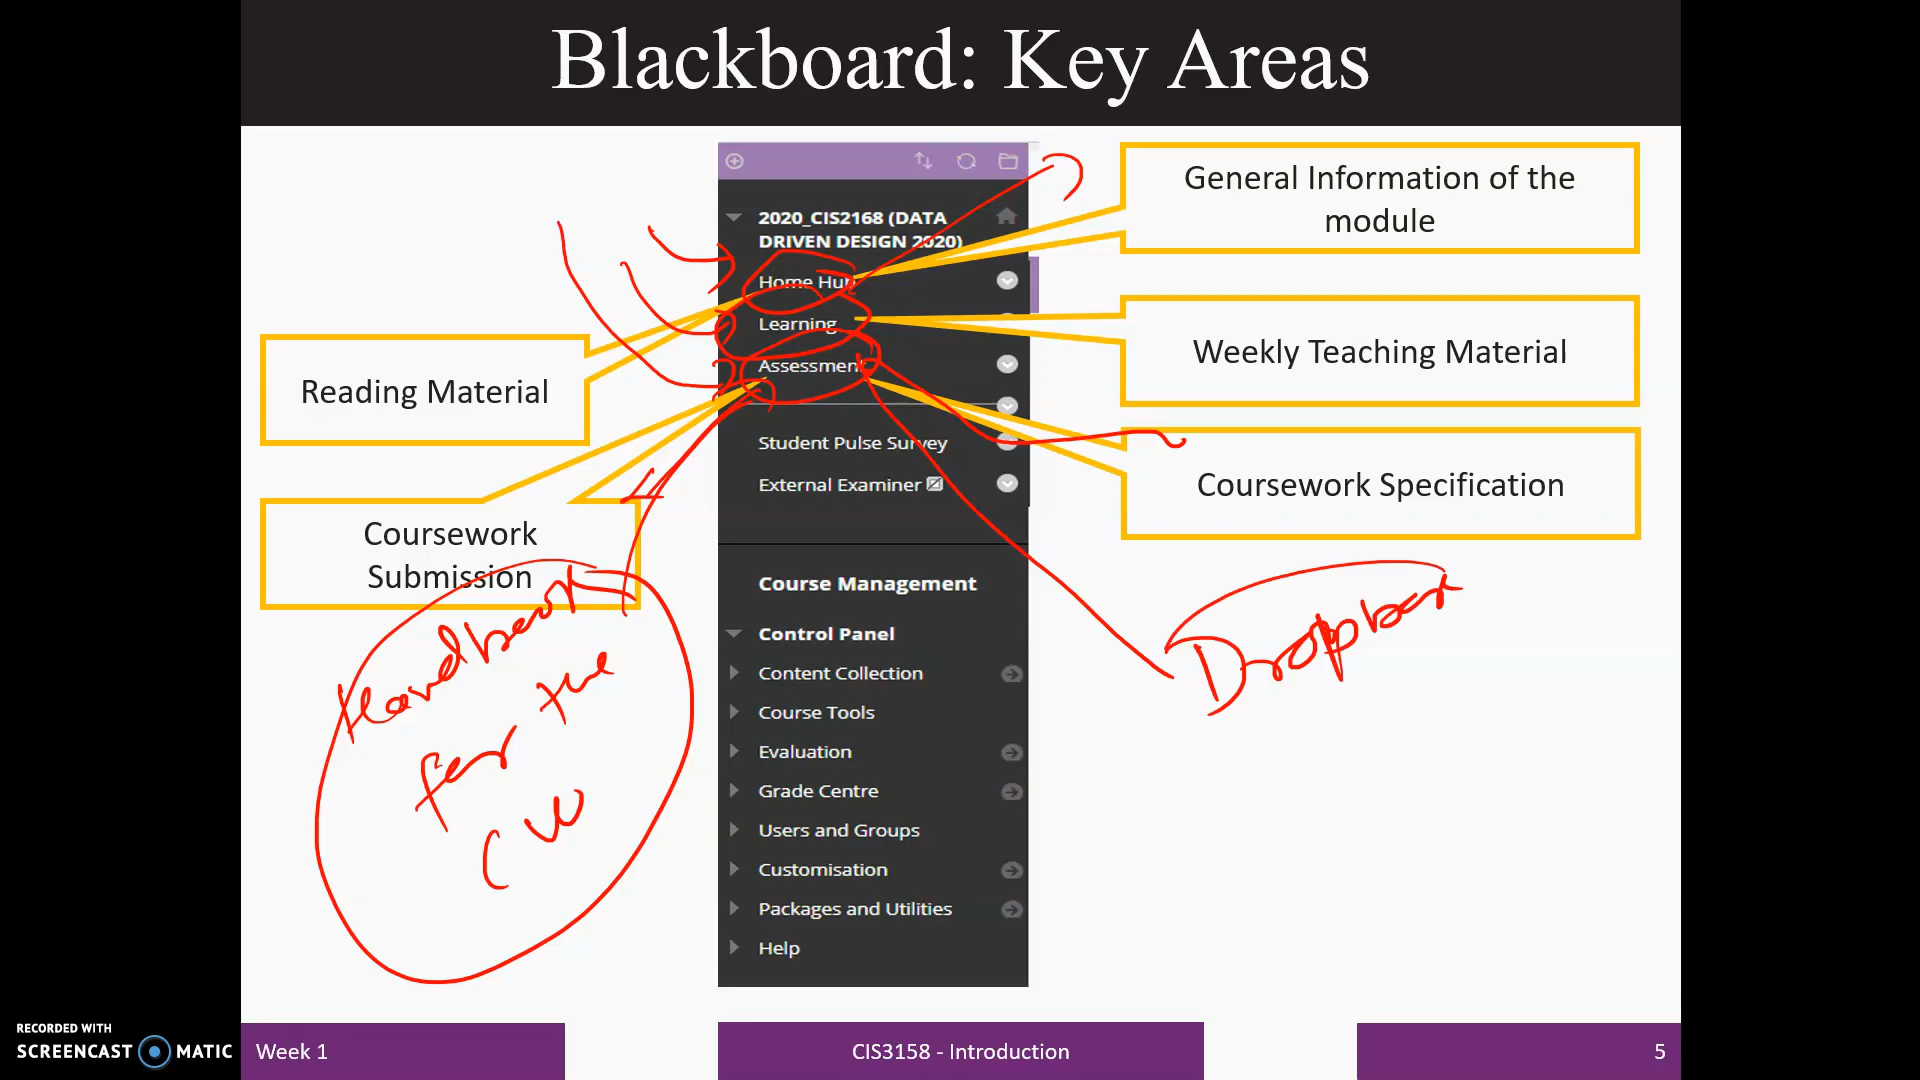 Blackboard: Key Areas
General Information of the
module
2020_CIS2168 (DATA
DRIVEN DESIGN 2020)
Home Hub
Learning
Assessment
Student Pulse Survey
External Examiner
Weekly Teaching Material
Reading Material
Coursework Specification
Coursework
Submission
Handbook
for the
CW
Dropbox
Course Management
Control Panel
Content Collection
Course Tools
Evaluation
Grade Centre
Users and Groups
Customisation
Packages and Utilities
Help
RECORDED WITH
SCREENCAST MATIC
Week 1
CIS3158 - Introduction
5